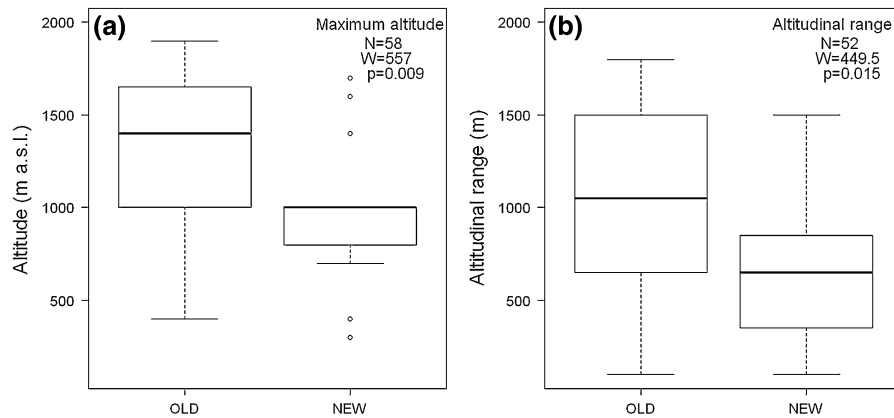 (a)
Maximum altitude
N=58
W=557
p=0.009
Altitude (m a.s.l.)
2000
1500
1000
500
OLD
NEW
(b)
Altitudinal range
N=52
W=449.5
p=0.015
Altitudinal range (m)
2000
1500
1000
500
OLD
NEW